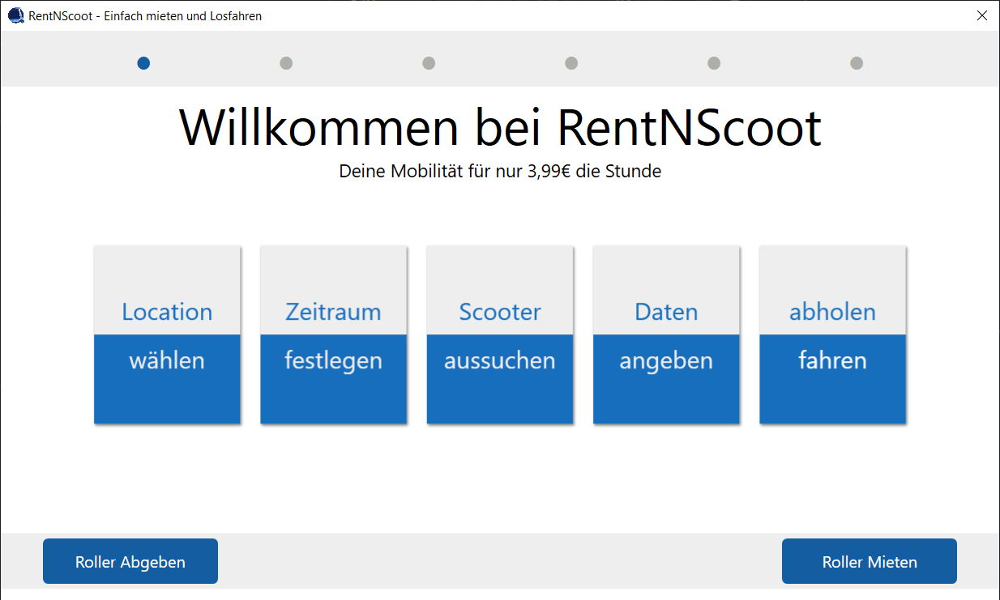 RentNScoot - Einfach mieten und Losfahren
Willkommen bei RentNScoot
Deine Mobilität für nur 3,99€ die Stunde
Location
wählen
Zeitraum
festlegen
Scooter
aussuchen
Daten
angeben
abholen
fahren
Roller Abgeben
Roller Mieten